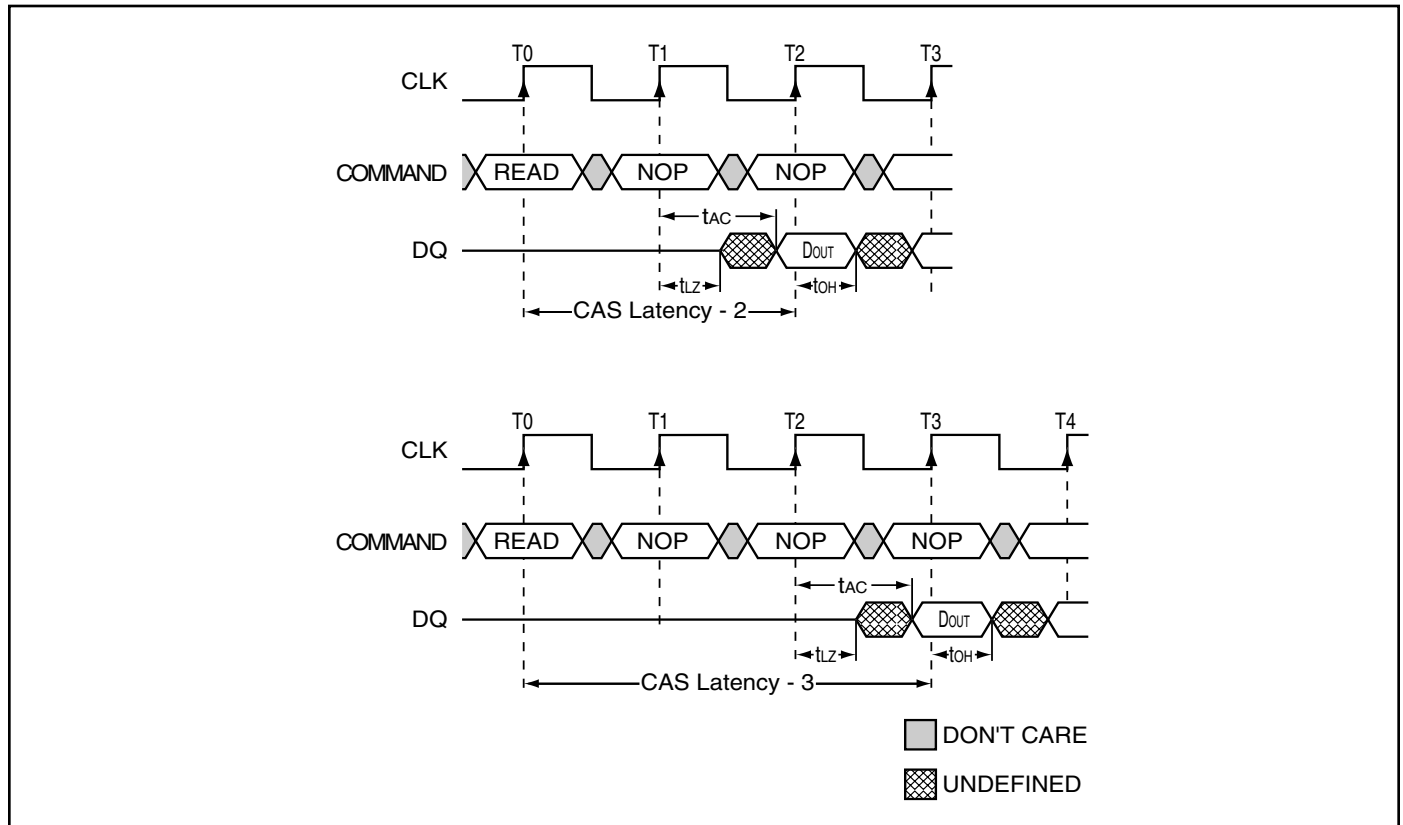 T0 T1 T2 T3
CLK
COMMAND READ NOP NOP
tAC
DQ DOUT
tLZ tOH
CAS Latency - 2
T0 T1 T2 T3 T4
CLK
COMMAND READ NOP NOP NOP
tAC
DQ DOUT
tLZ tOH
CAS Latency - 3
DON'T CARE
UNDEFINED